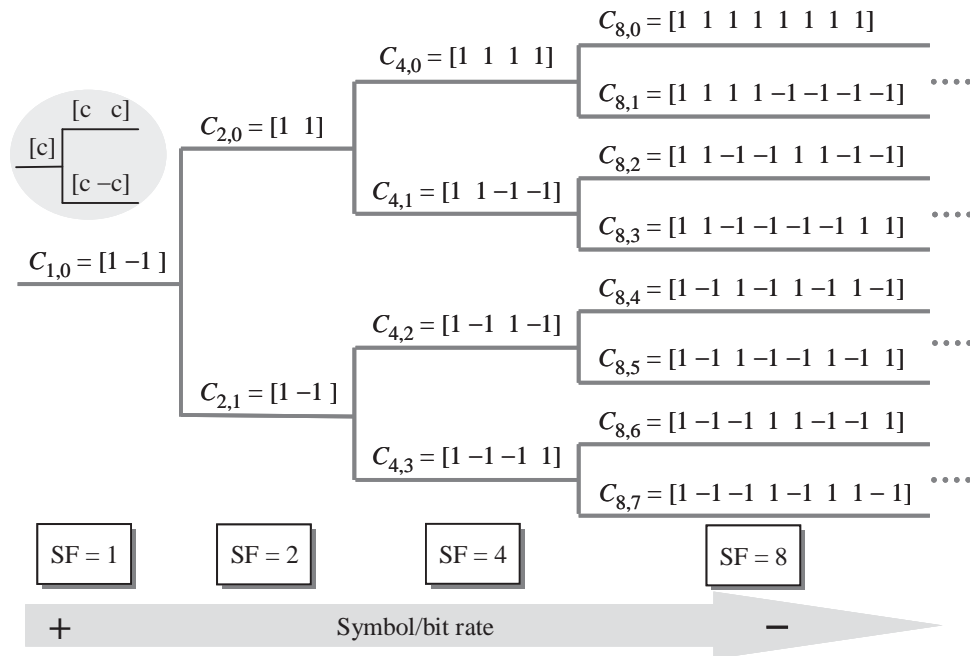 C8,0 = [1 1 1 1 1 1 1 1]
C4,0 = [1 1 1 1]
C8,1 = [1 1 1 1 −1 −1 −1 −1]
[c c]
C2,0 = [1 1]
[c]
C8,2 = [1 1 −1 −1 1 1 −1 −1]
[c −c]
C4,1 = [1 1 −1 −1]
C8,3 = [1 1 −1 −1 −1 −1 1 1]
C1,0 = [1 −1 ]
C8,4 = [1 −1 1 −1 1 −1 1 −1]
C4,2 = [1 −1 1 −1]
C8,5 = [1 −1 1 −1 −1 1 −1 1]
C2,1 = [1 −1 ]
C8,6 = [1 −1 −1 1 1 −1 −1 1]
C4,3 = [1 −1 −1 1]
C8,7 = [1 −1 −1 1 −1 1 1 − 1]
SF = 1
SF = 2
SF = 4
SF = 8
+ Symbol/bit rate −